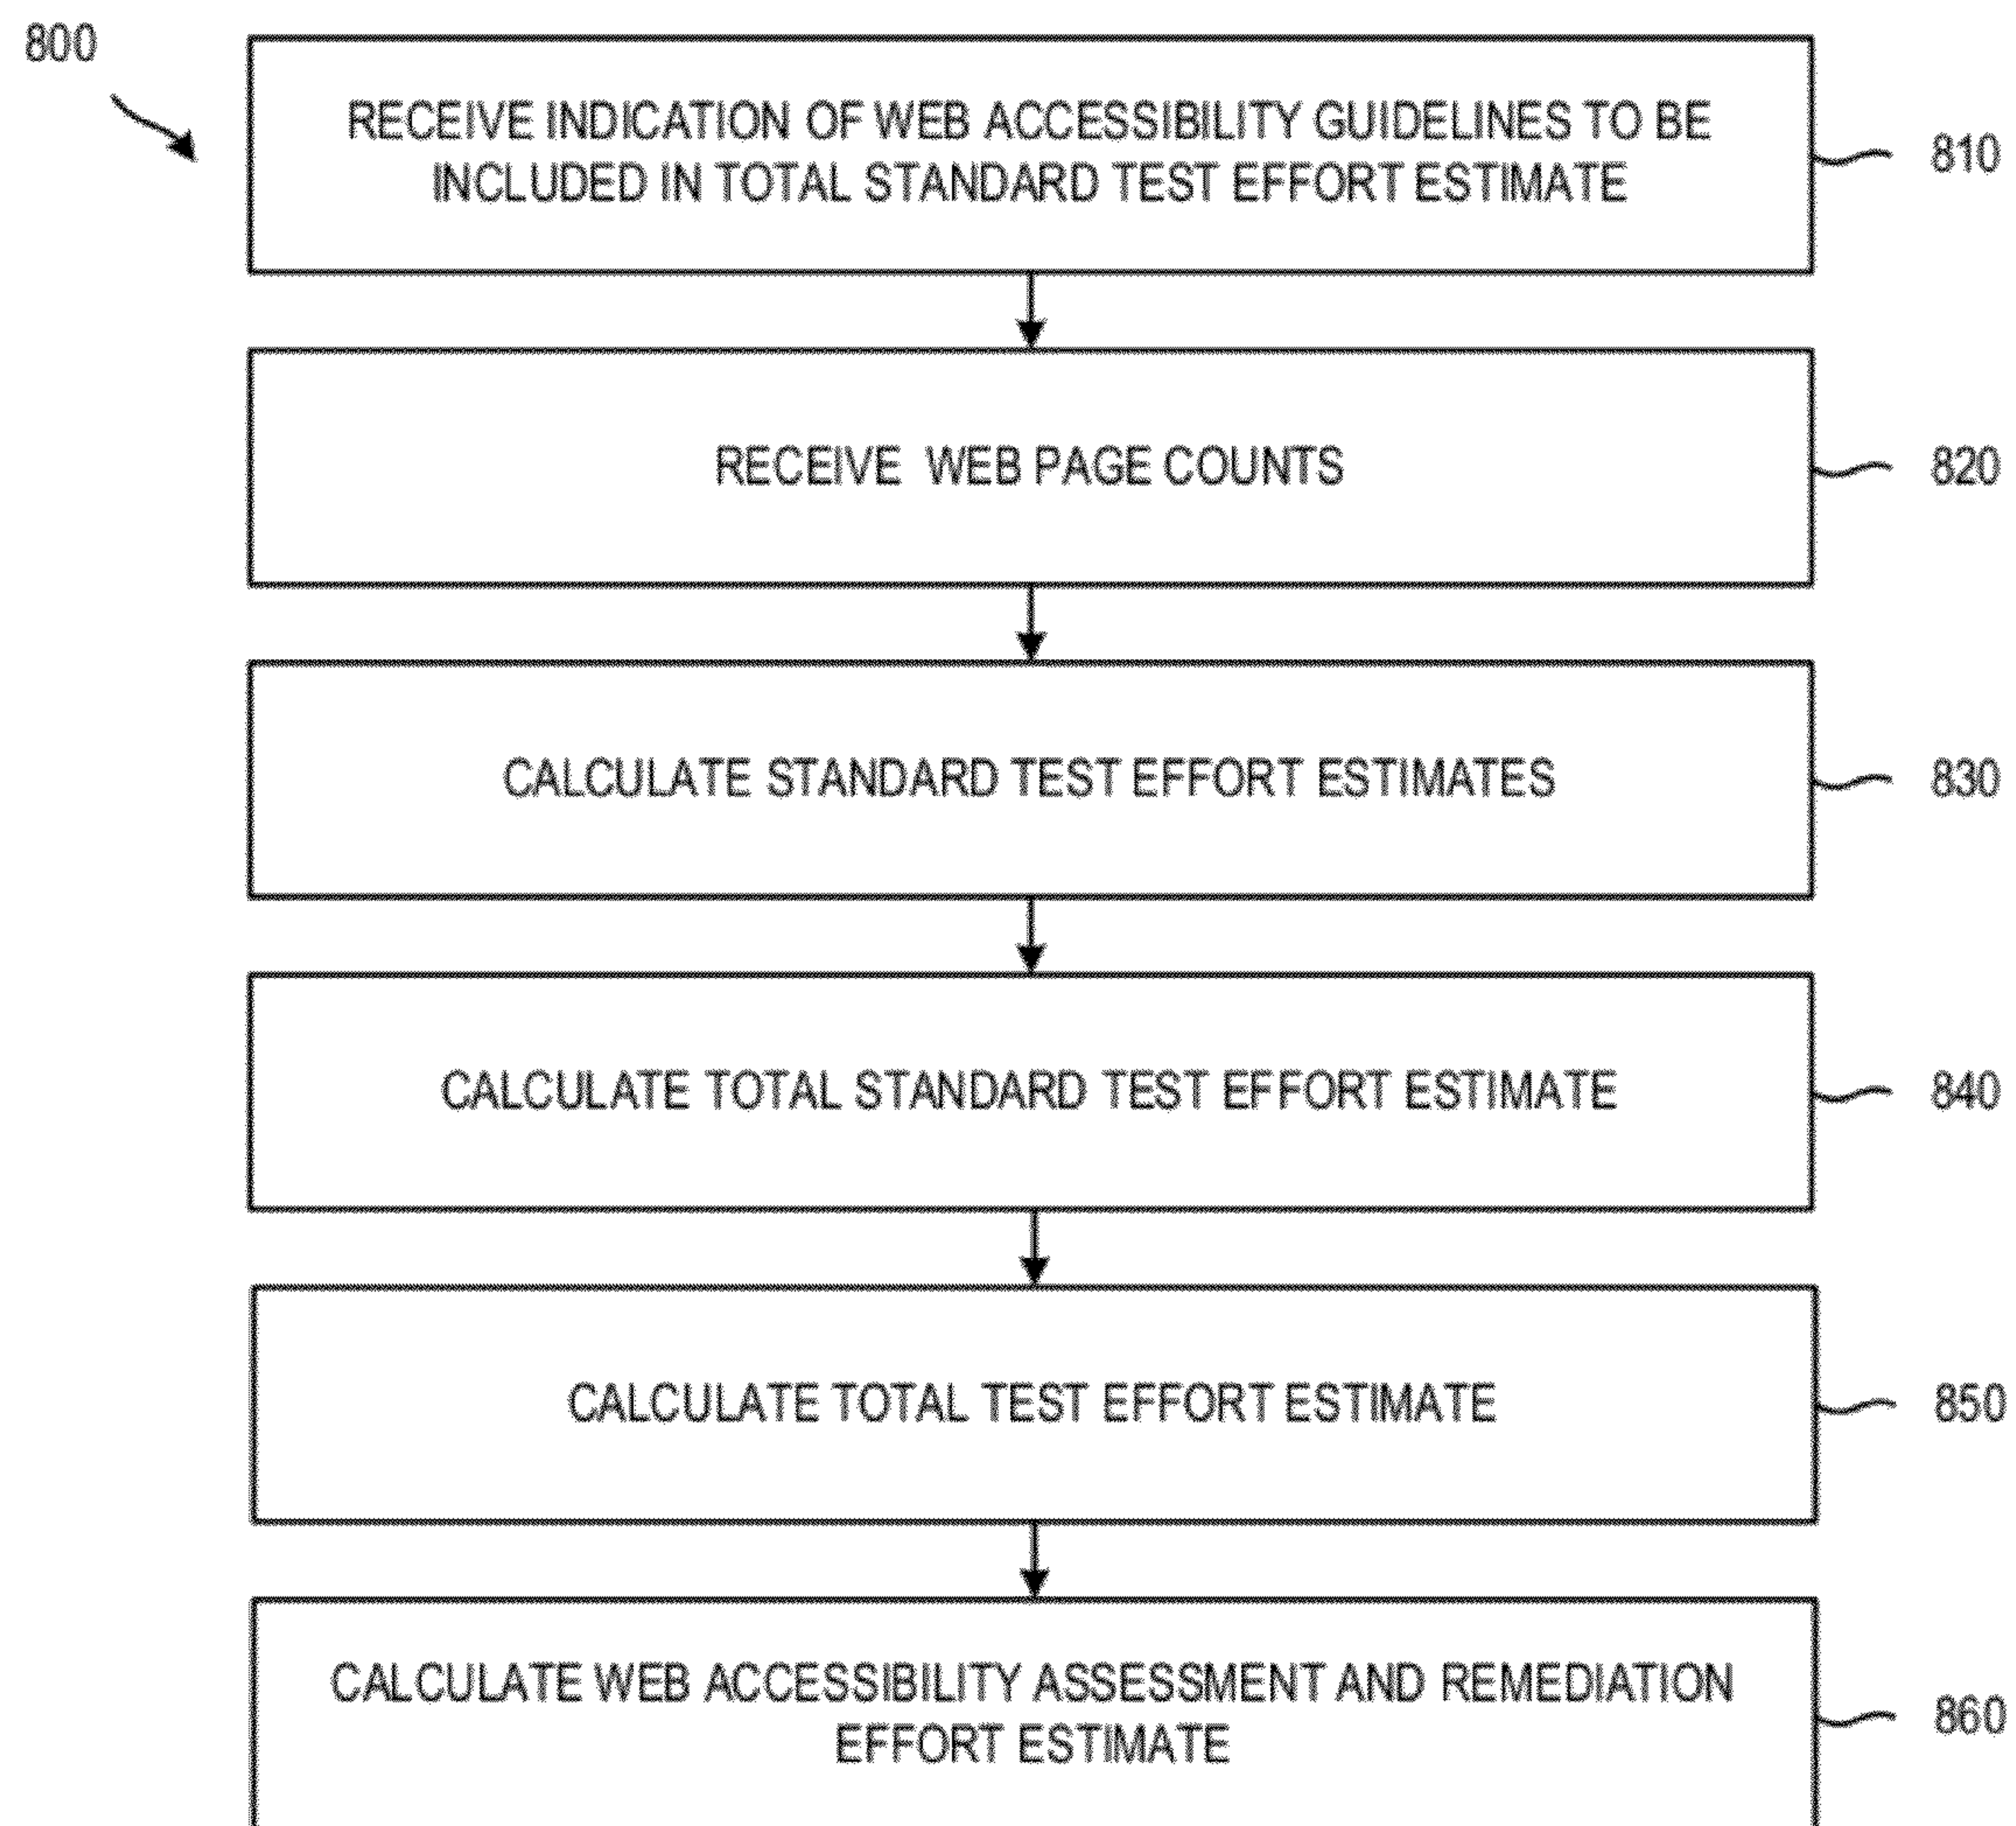 800
RECEIVE INDICATION OF WEB ACCESSIBILITY GUIDELINES TO BE
INCLUDED IN TOTAL STANDARD TEST EFFORT ESTIMATE
810
RECEIVE WEB PAGE COUNTS
820
CALCULATE STANDARD TEST EFFORT ESTIMATES
830
CALCULATE TOTAL STANDARD TEST EFFORT ESTIMATE
840
CALCULATE TOTAL TEST EFFORT ESTIMATE
850
CALCULATE WEB ACCESSIBILITY ASSESSMENT AND REMEDIATION
EFFORT ESTIMATE
860